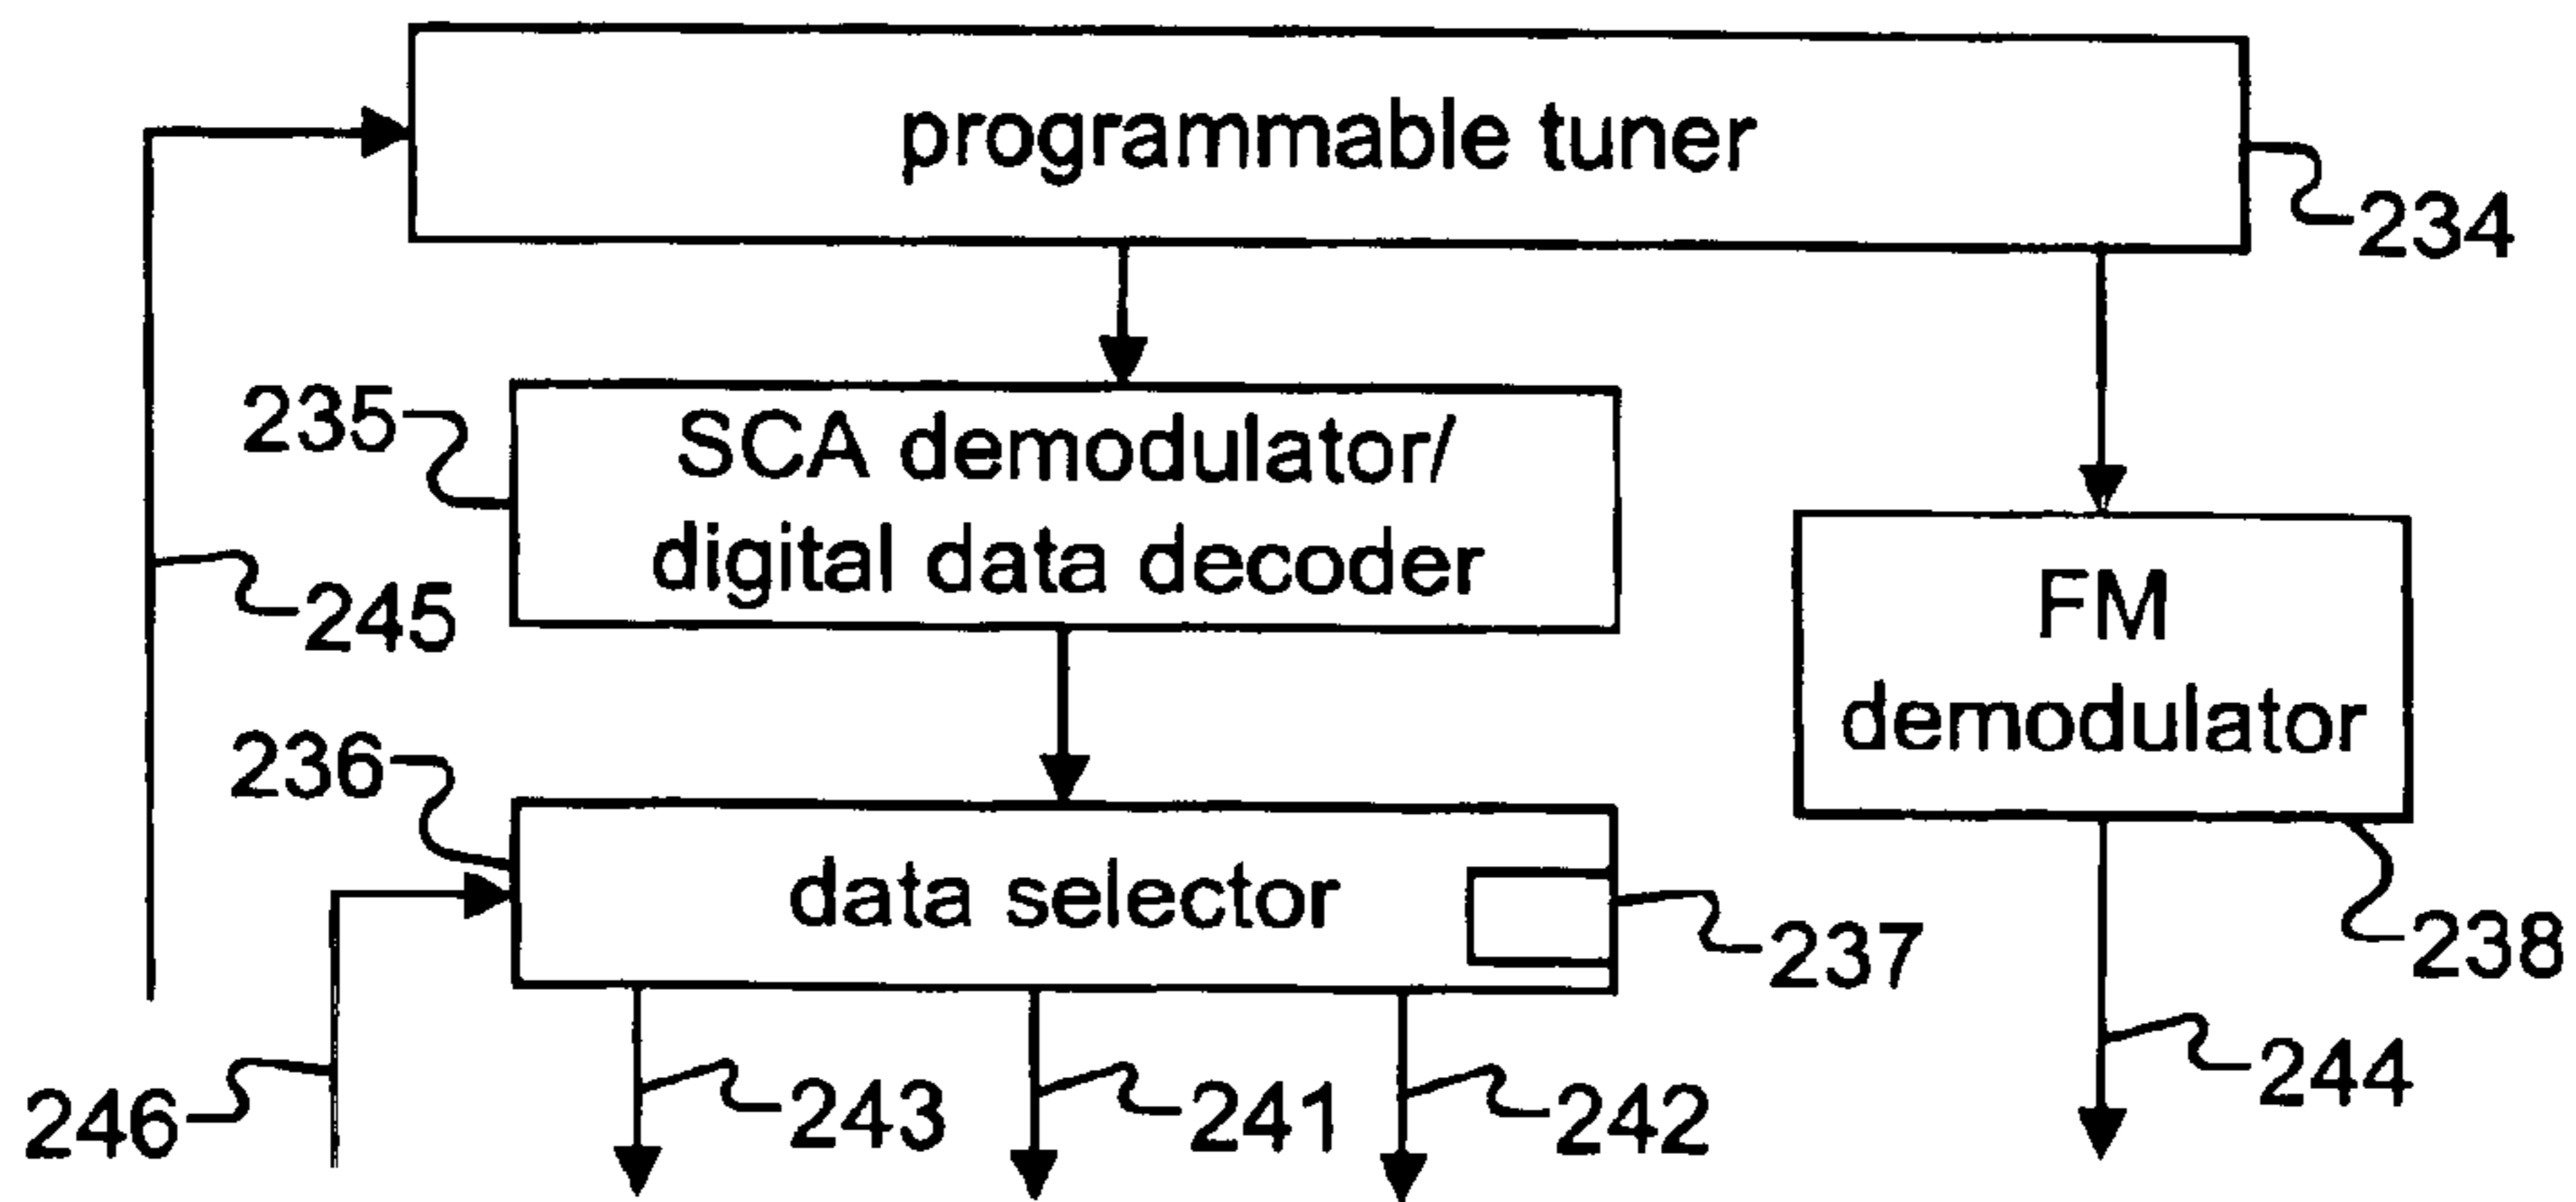 programmable tuner
234
235
SCA demodulator/
digital data decoder
245
FM
demodulator
236
data selector
237
238
246
243
241
242
244